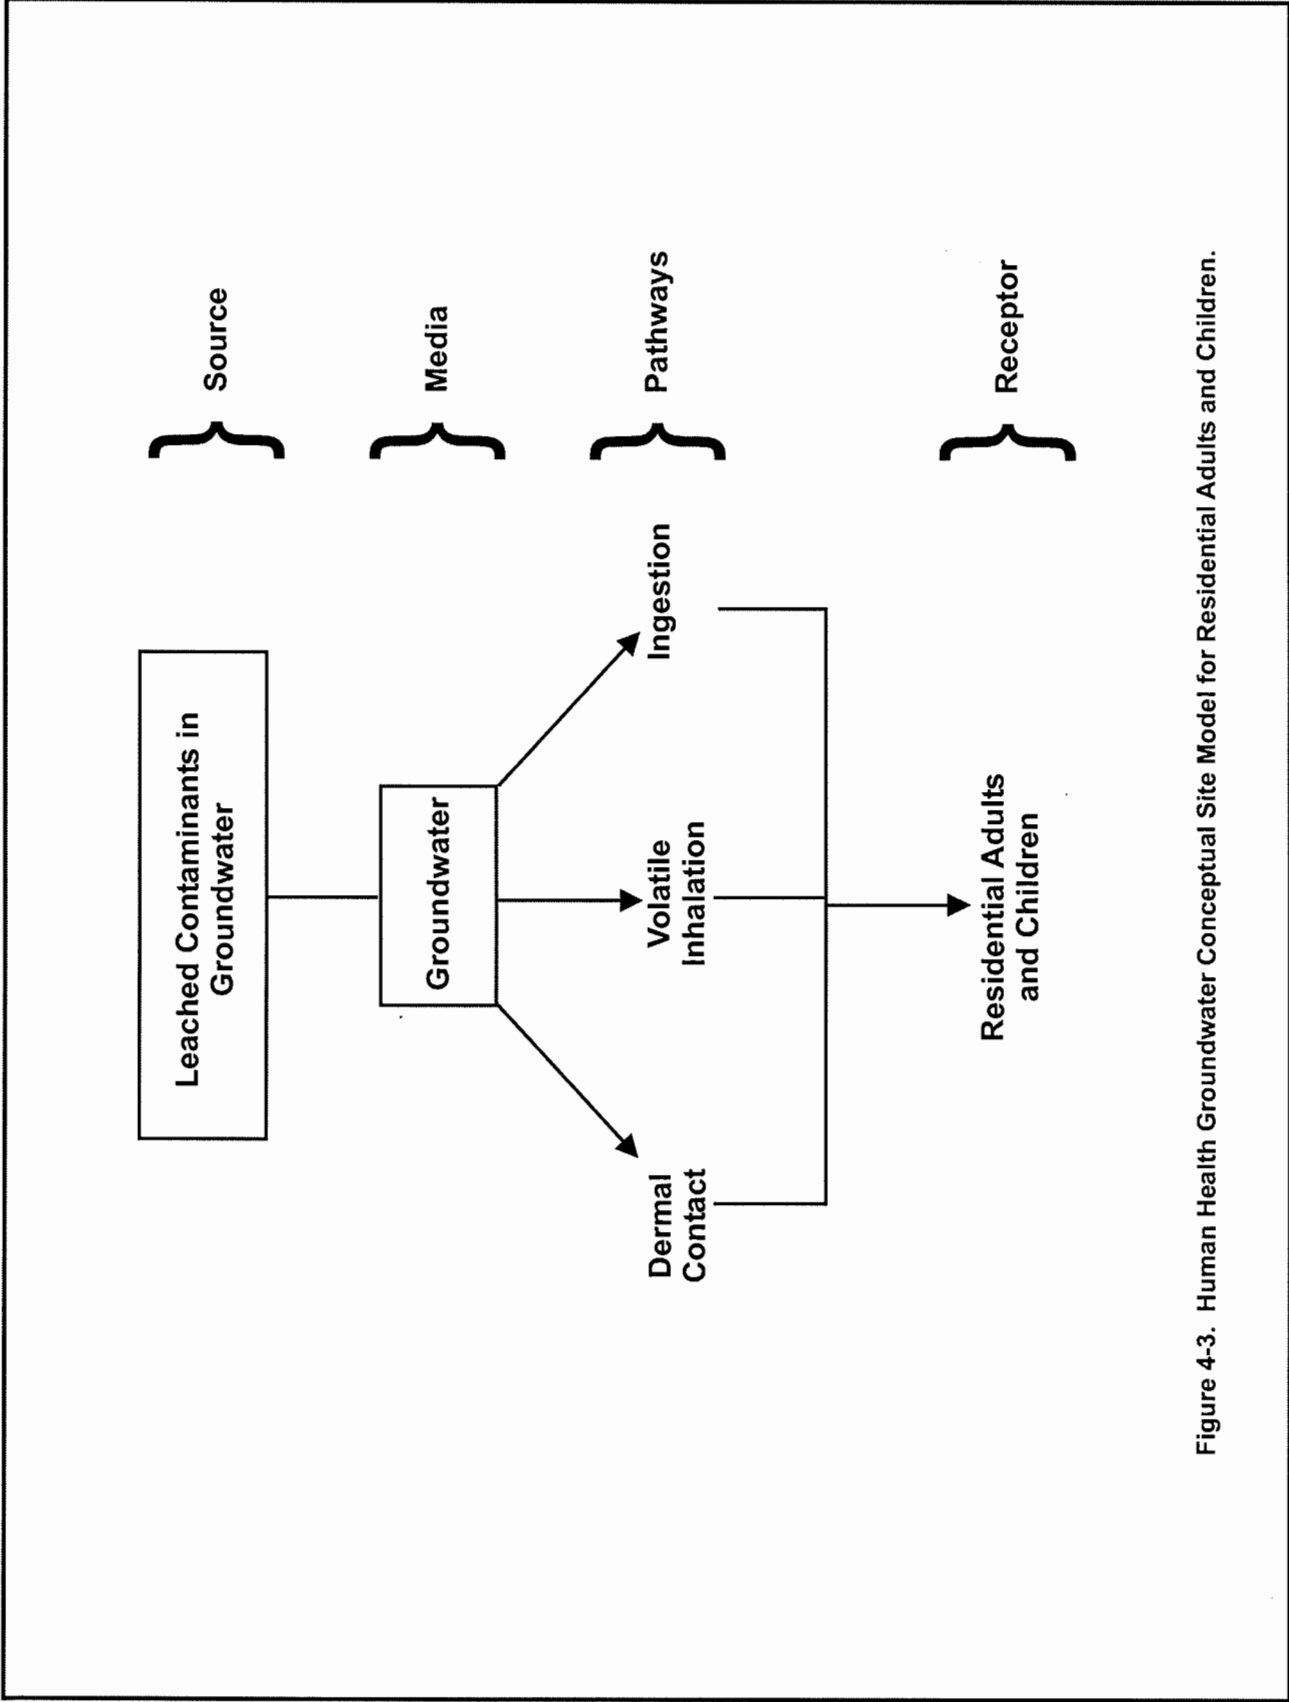 Leached Contaminants in
Groundwater
Source
Groundwater
Media
Dermal
Contact
Volatile
Inhalation
Ingestion
Pathways
Residential Adults
and Children
Receptor
Figure 4-3. Human Health Groundwater Conceptual Site Model for Residential Adults and Children.